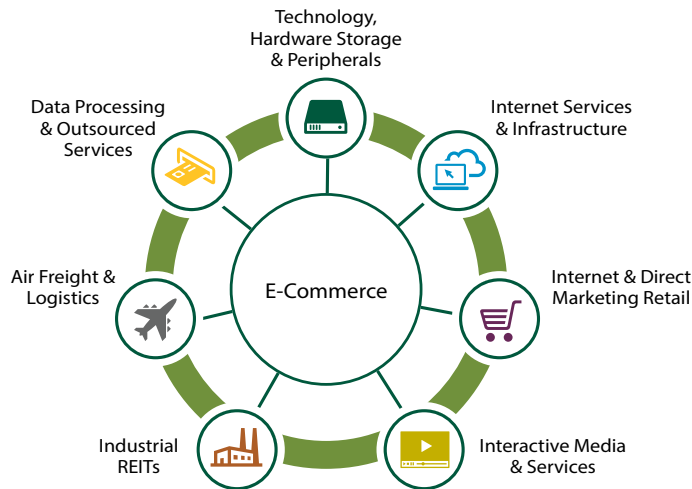 Technology,
Hardware Storage
& Peripherals
Data Processing
& Outsourced
Services
Internet Services
& Infrastructure
Air Freight &
Logistics
E-Commerce
Internet & Direct
Marketing Retail
Industrial
REITs
Interactive Media
& Services